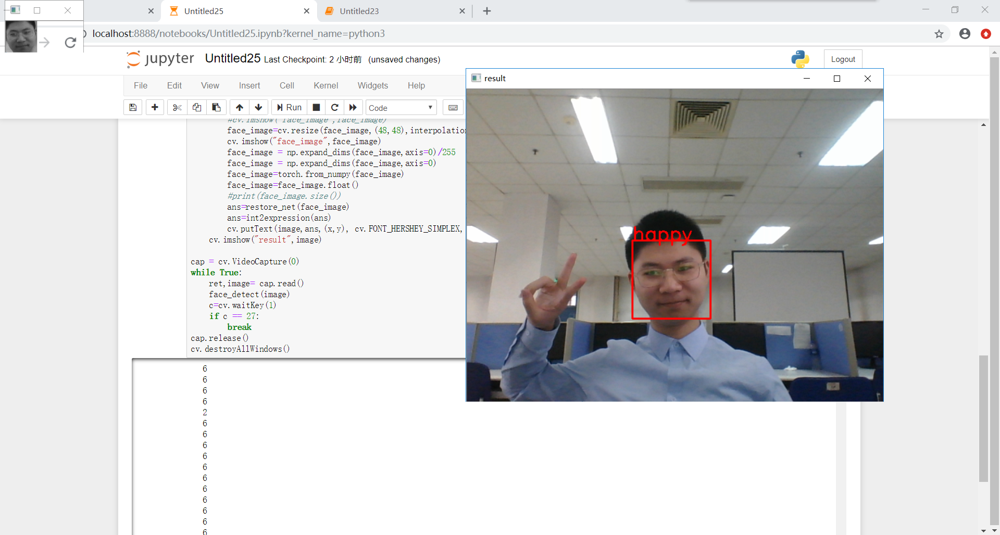 Untitled25
Untitled23
localhost:8888/notebooks/Untitled25.ipynb?kernel_name=python3
jupyter Untitled25 Last Checkpoint: 2 小时前 (unsaved changes)
Logout
File Edit View Insert Cell Kernel Widgets Help
Run Code
result
#cv.imshow("face_image",face_image)
face_image=cv.resize(face_image,(48,48),interpolation
cv.imshow("face_image",face_image)
face_image = np.expand_dims(face_image,axis=0)/255
face_image = np.expand_dims(face_image,axis=0)
face_image=torch.from_numpy(face_image)
face_image=face_image.float()
#print(face_image.size())
ans=restore_net(face_image)
ans=int2expression(ans)
cv.putText(image,ans,(x,y), cv.FONT_HERSHEY_SIMPLEX,
cv.imshow("result",image)
cap = cv.VideoCapture(0)
while True:
ret,image= cap.read()
face_detect(image)
c=cv.waitKey(1)
if c == 27:
break
cap.release()
cv.destroyAllWindows()
happy
6
6
6
6
2
6
6
6
6
6
6
6
6
6
6
6